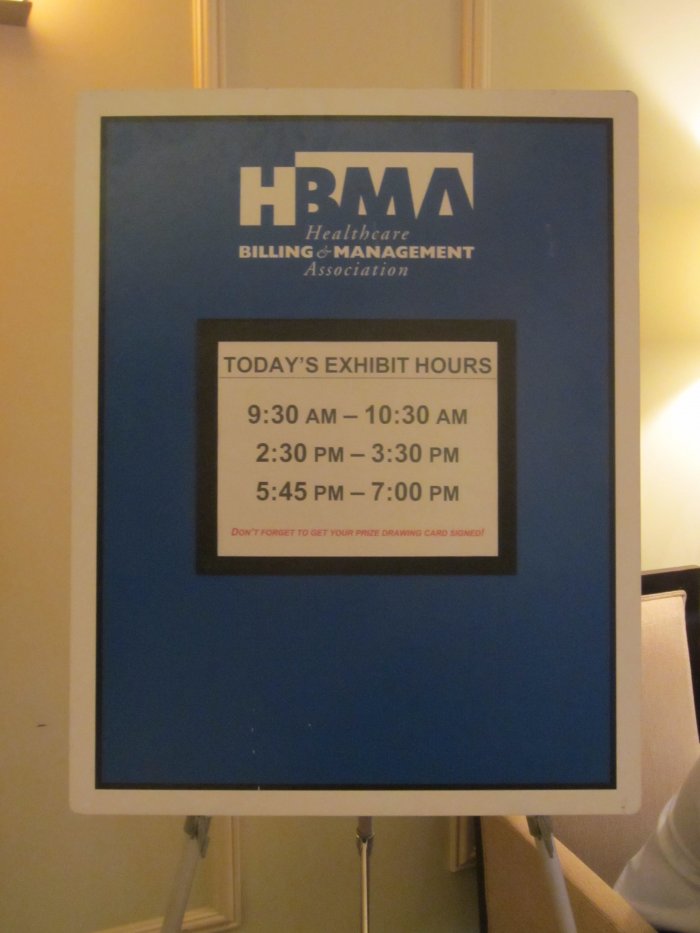 HBMA
Healthcare
BILLING & MANAGEMENT
Association
TODAY'S EXHIBIT HOURS
9:30 AM – 10:30 AM
2:30 PM – 3:30 PM
5:45 PM – 7:00 PM
DON'T FORGET TO GET YOUR PRIZE DRAWING CARD SIGNED!